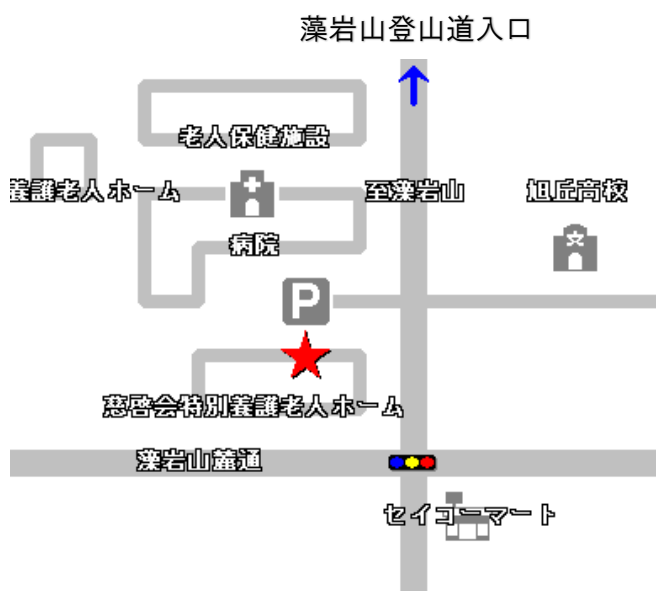 藻岩山登山道入口
老人保健施設
養護老人ホーム
至藻岩山
旭丘高校
病院
P
慈啓会特別養護老人ホーム
藻岩山麓通
セイコーマート